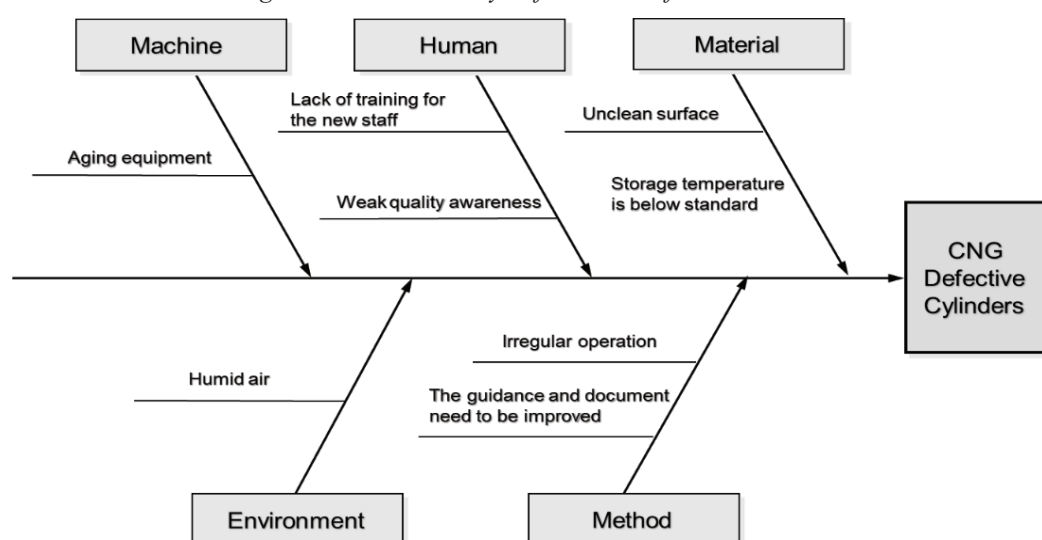 Machine
Human
Material
Lack of training for
the new staff
Unclean surface
Aging equipment
Storage temperature
is below standard
Weak quality awareness
CNG
Defective
Cylinders
Irregular operation
Humid air
The guidance and document
need to be improved
Environment
Method